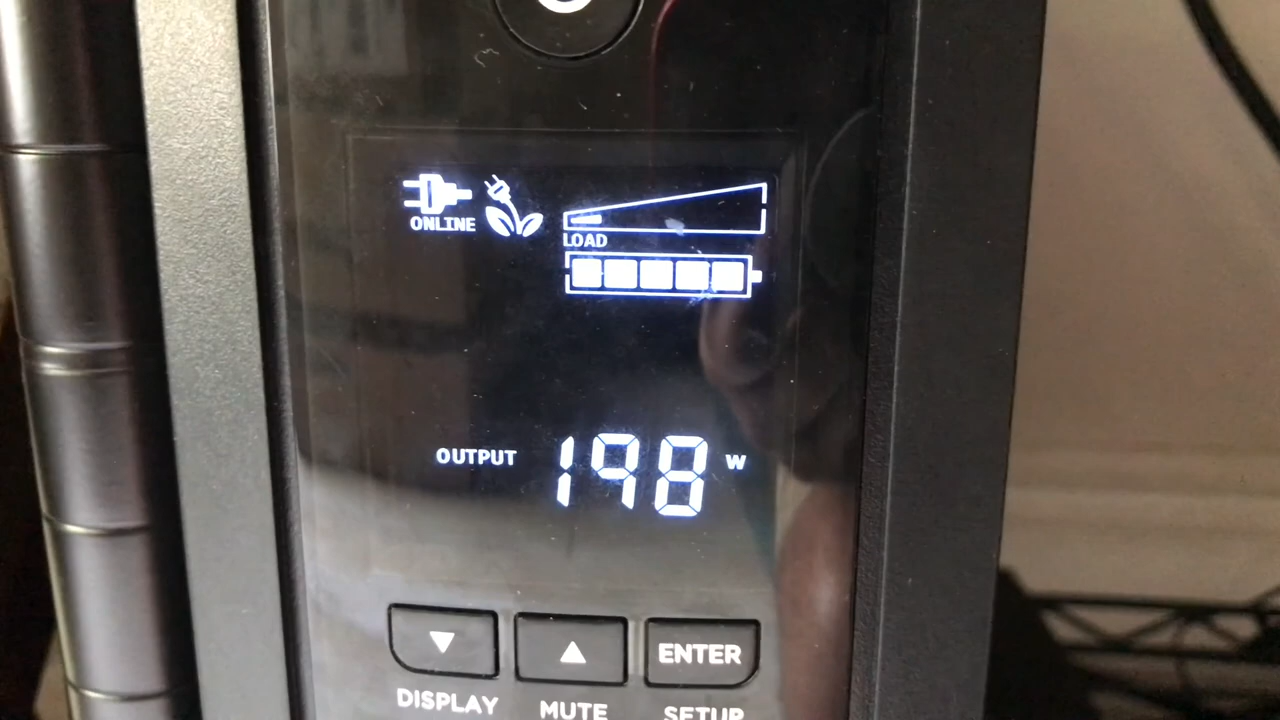 ONLINE
LOAD
OUTPUT 198 W
ENTER
DISPLAY MUTE SETUP